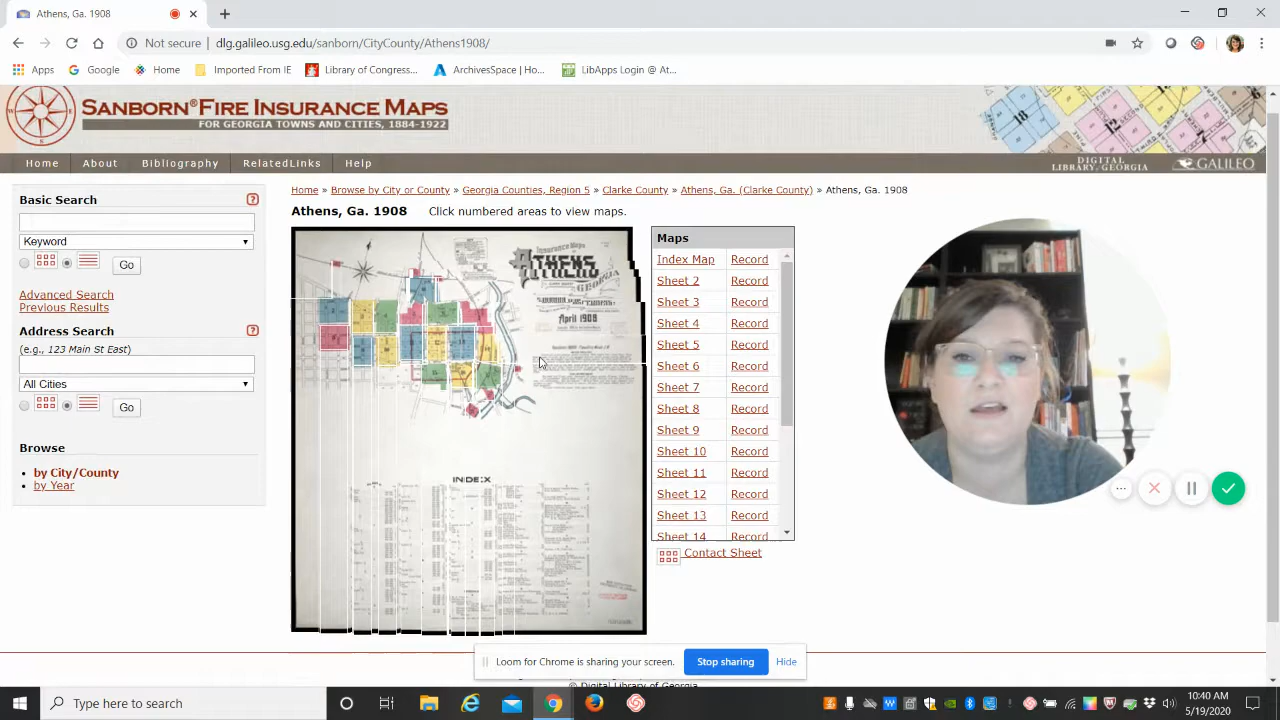 Athens, Ga. 1908
Not secure | dlg.galileo.usg.edu/sanborn/CityCounty/Athens1908/
Apps Google Home Imported From IE Library of Congress... ArchivesSpace | Ho... LibApps Login @ At...
SANBORN® FIRE INSURANCE MAPS
FOR GEORGIA TOWNS AND CITIES, 1884-1922
Home About Bibliography RelatedLinks Help
DIGITAL LIBRARY, GEORGIA GALILEO
Basic Search ?
Keyword
Go
Advanced Search
Previous Results
Address Search ?
(e.g., 123 Main St East)
All Cities
Go
Browse
by City/County
by Year
Home » Browse by City or County » Georgia Counties, Region 5 » Clarke County » Athens, Ga. (Clarke County) » Athens, Ga. 1908
Athens, Ga. 1908 Click numbered areas to view maps.
Insurance Maps
ATHENS
GEORGIA
April 1908
INDEX
Maps
Index Map Record
Sheet 2 Record
Sheet 3 Record
Sheet 4 Record
Sheet 5 Record
Sheet 6 Record
Sheet 7 Record
Sheet 8 Record
Sheet 9 Record
Sheet 10 Record
Sheet 11 Record
Sheet 12 Record
Sheet 13 Record
Sheet 14 Record
Contact Sheet
18
12
Loom for Chrome is sharing your screen. Stop sharing Hide
© Digital Library of Georgia
Type here to search
10:40 AM
5/19/2020